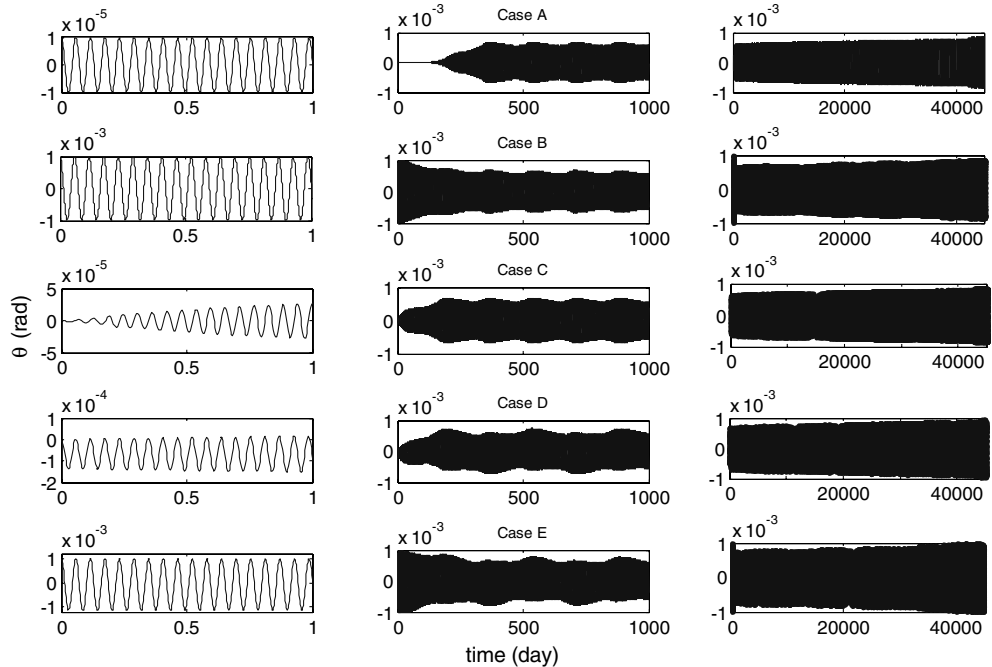 x 10^-5
1
0
-1
0 0.5 1
Case A
x 10^-3
1
0
-1
0 500 1000
x 10^-3
1
0
-1
0 20000 40000
x 10^-3
1
0
-1
0 0.5 1
Case B
x 10^-3
1
0
-1
0 500 1000
x 10^-3
1
0
-1
0 20000 40000
x 10^-5
5
0
-5
0 0.5 1
Case C
x 10^-3
1
0
-1
0 500 1000
x 10^-3
1
0
-1
0 20000 40000
θ (rad)
x 10^-4
1
0
-1
-2
0 0.5 1
Case D
x 10^-3
1
0
-1
0 500 1000
x 10^-3
1
0
-1
0 20000 40000
x 10^-3
1
0
-1
0 0.5 1
Case E
x 10^-3
1
0
-1
0 500 1000
x 10^-3
1
0
-1
0 20000 40000
time (day)